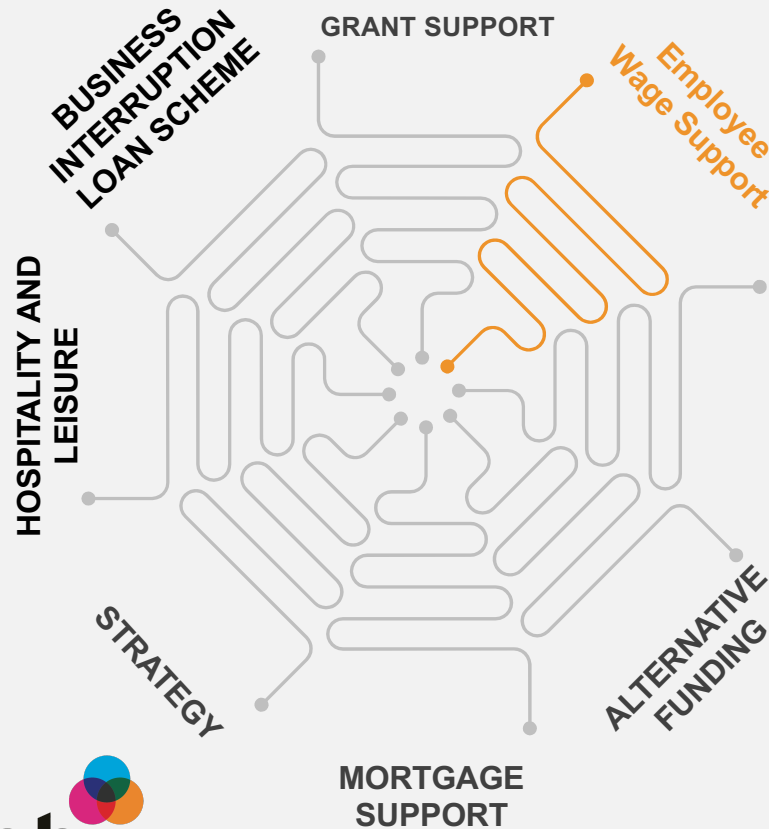 GRANT SUPPORT
BUSINESS
INTERRUPTION
LOAN SCHEME
Employee
Wage Support
HOSPITALITY AND
LEISURE
STRATEGY
ALTERNATIVE
FUNDING
MORTGAGE
SUPPORT